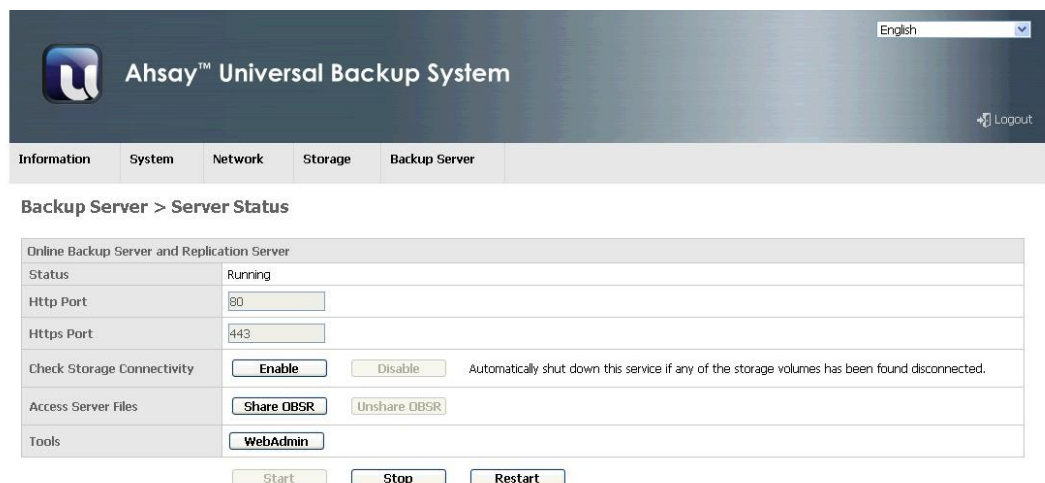 English
Ahsay™ Universal Backup System
Logout
Information System Network Storage Backup Server
Backup Server > Server Status
Online Backup Server and Replication Server
Status Running
Http Port 80
Https Port 443
Check Storage Connectivity Enable Disable Automatically shut down this service if any of the storage volumes has been found disconnected.
Access Server Files Share OBSR Unshare OBSR
Tools WebAdmin
Start Stop Restart